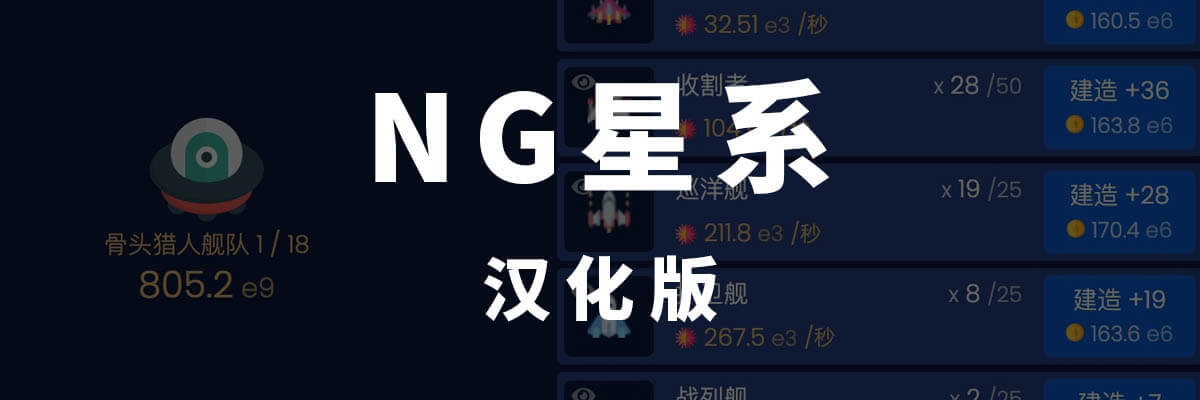 NG星系
汉化版
骨头猎人舰队 1 / 18
805.2 e9
32.51 e3 /秒
160.5 e6
收割者
x 28 /50
104
建造 +36
163.8 e6
巡洋舰
x 19 /25
211.8 e3 /秒
建造 +28
170.4 e6
卫舰
x 8 /25
267.5 e3 /秒
建造 +19
163.6 e6
战列舰
x 2 /25
建造 +7